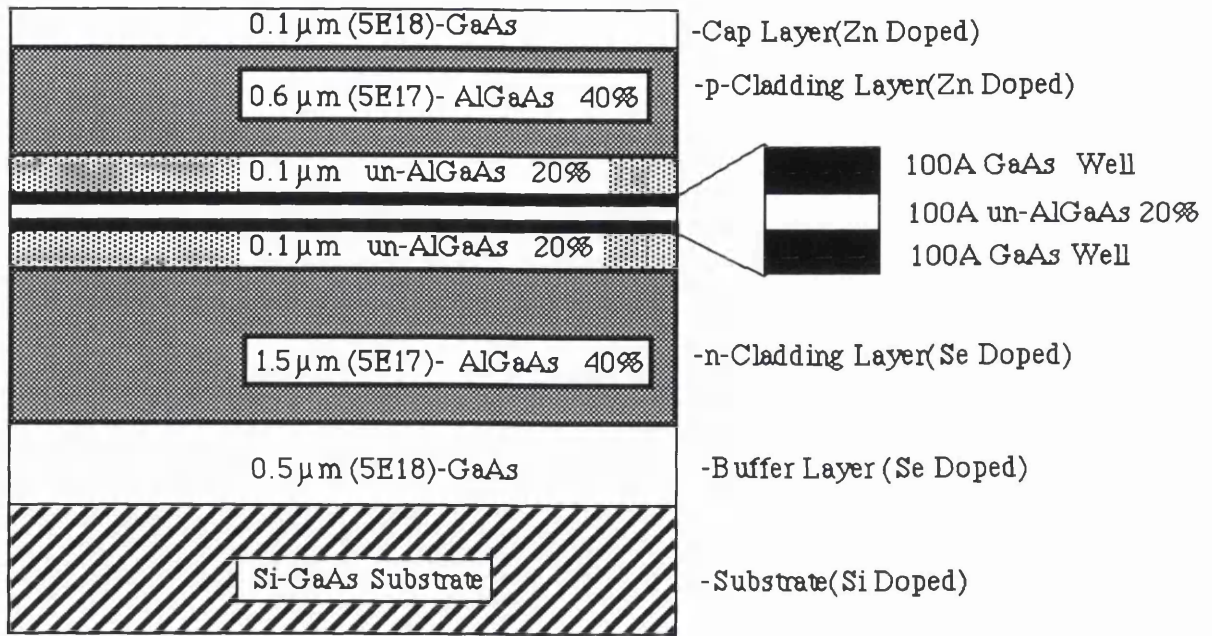 0.1 µm (5E18)-GaAs
-Cap Layer(Zn Doped)
0.6 µm (5E17)- AlGaAs 40%
-p-Cladding Layer(Zn Doped)
0.1 µm un-AlGaAs 20%
100A GaAs Well
100A un-AlGaAs 20%
100A GaAs Well
0.1 µm un-AlGaAs 20%
1.5 µm (5E17)- AlGaAs 40%
-n-Cladding Layer(Se Doped)
0.5 µm (5E18)-GaAs
-Buffer Layer (Se Doped)
Si-GaAs Substrate
-Substrate(Si Doped)